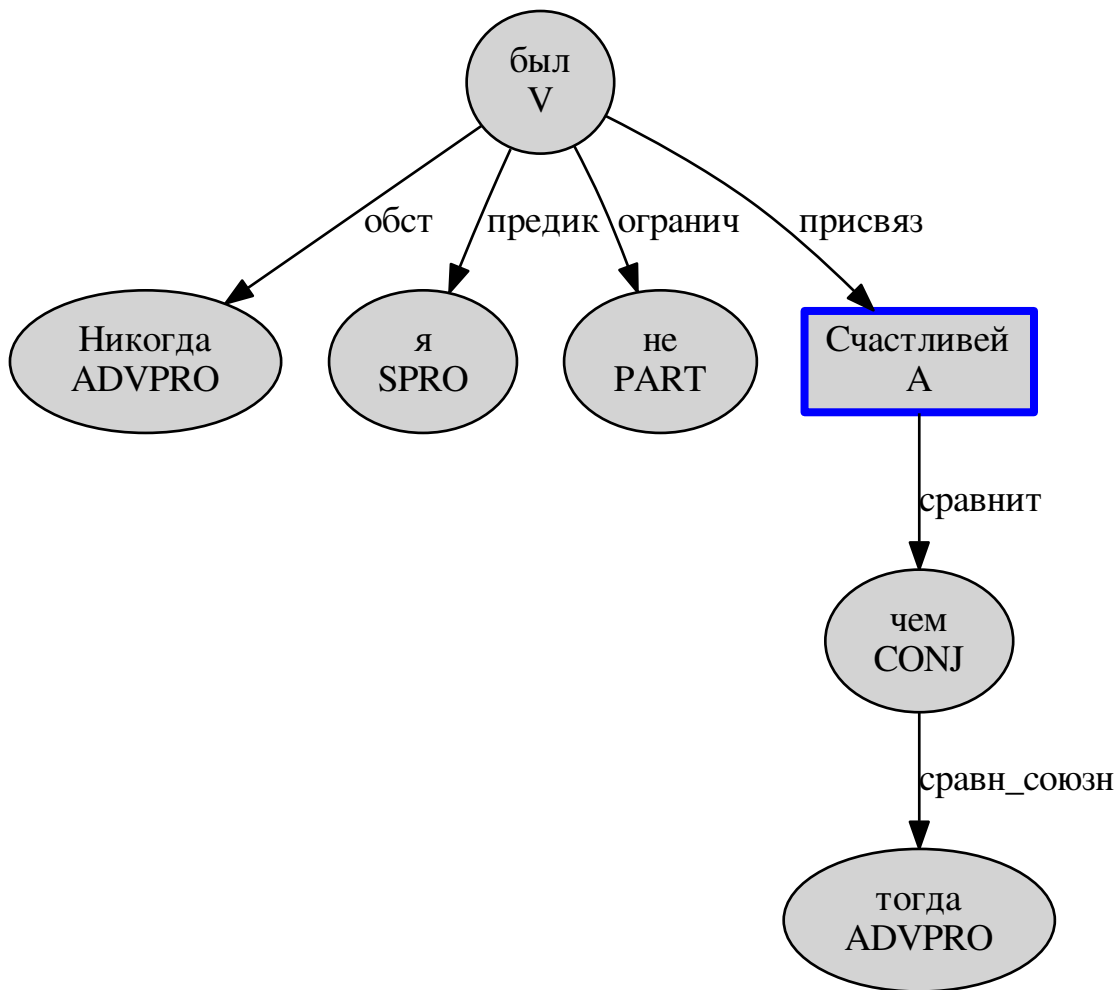 был
V
обст
предик
огранич
присвяз
Никогда
ADVPRO
я
SPRO
не
PART
Счастливей
A
сравнит
чем
CONJ
сравн_союзн
тогда
ADVPRO